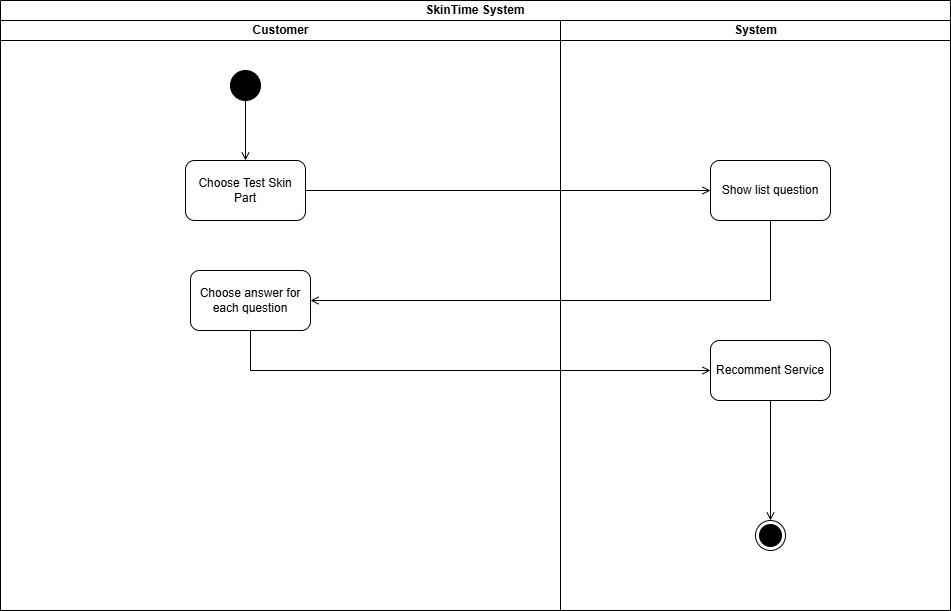 SkinTime System
Customer
System
Choose Test Skin
Part
Show list question
Choose answer for
each question
Recomment Service